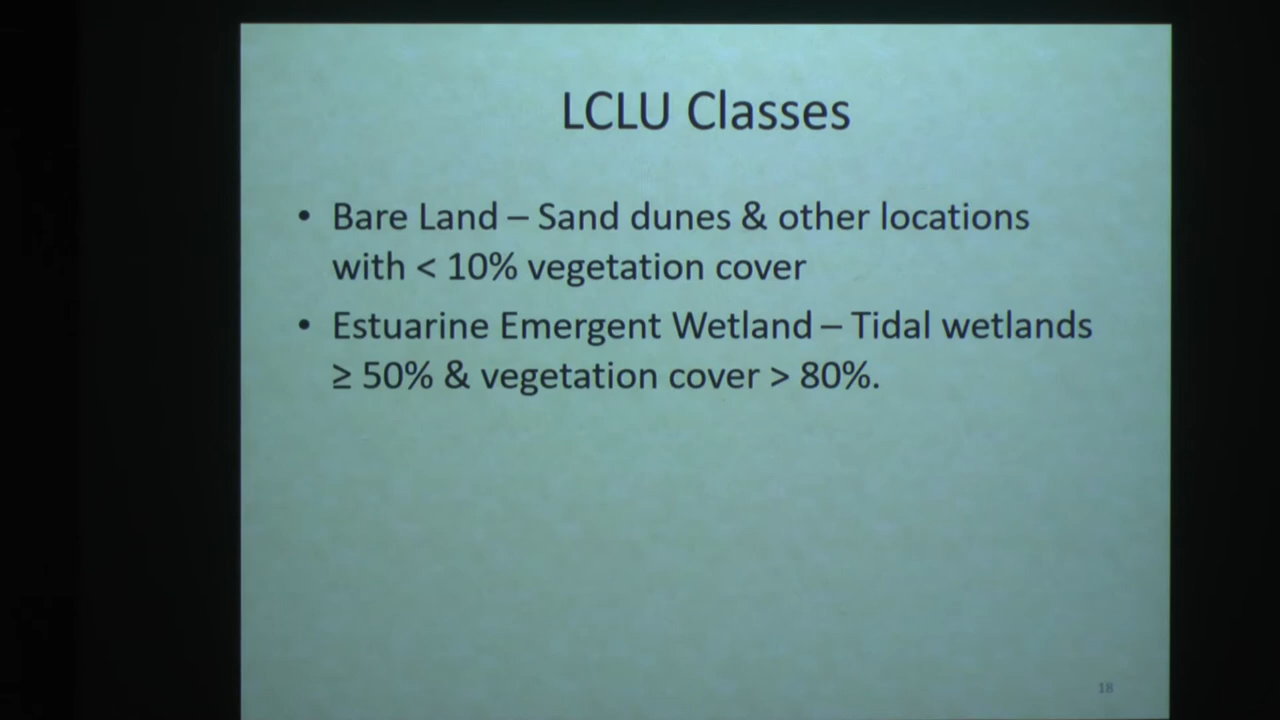 LCLU Classes
• Bare Land – Sand dunes & other locations
with < 10% vegetation cover
• Estuarine Emergent Wetland – Tidal wetlands
≥ 50% & vegetation cover > 80%.
18